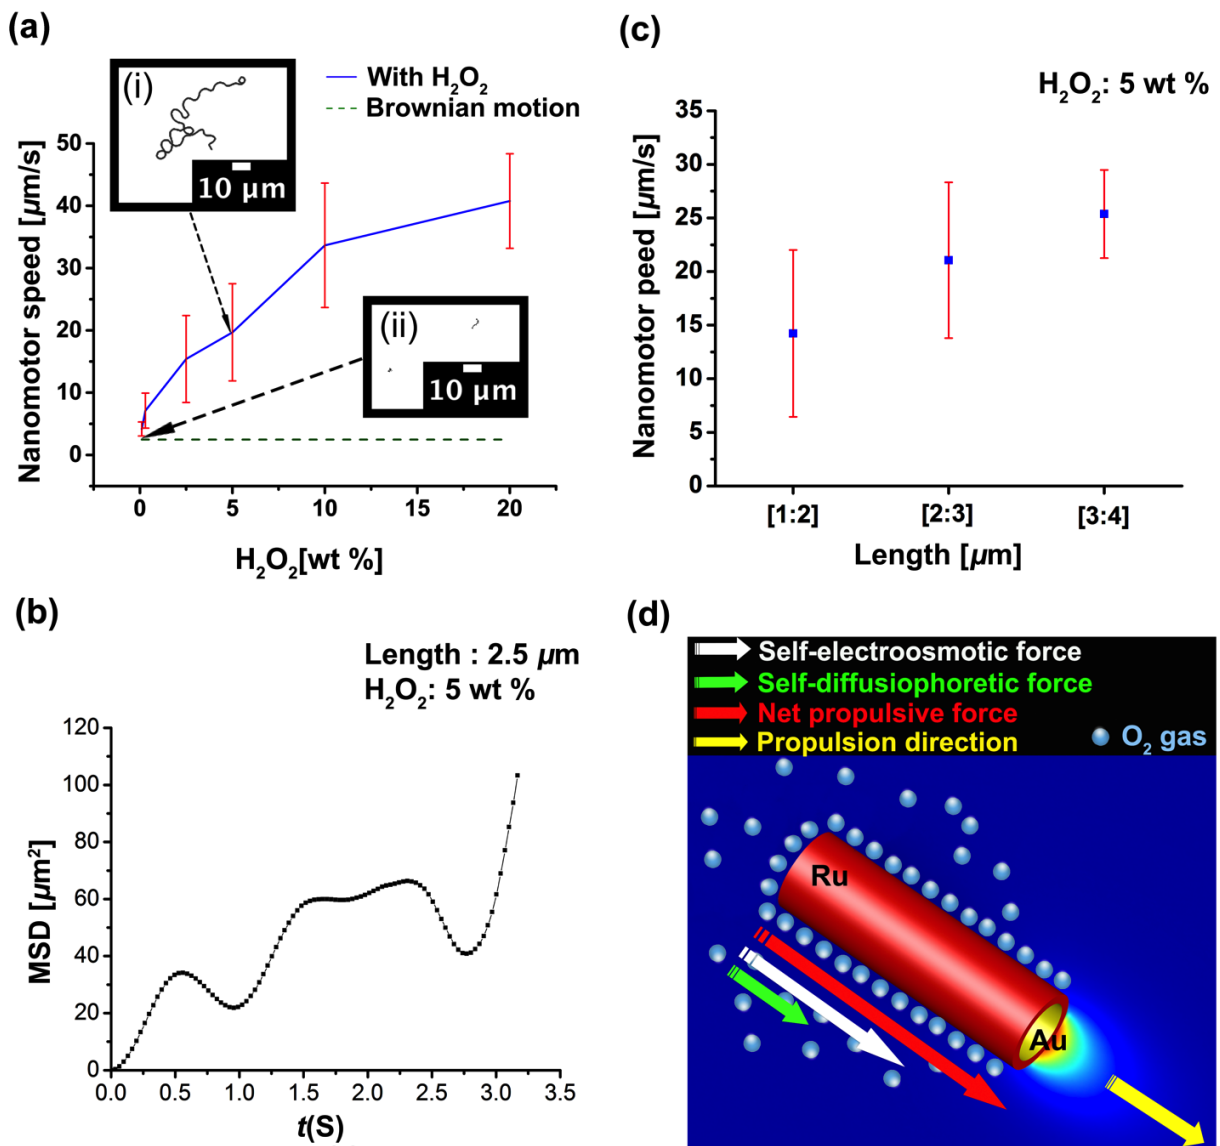 (a)
(i)
10 µm
With H₂O₂
Brownian motion
(ii)
10 µm
Nanomotor speed [µm/s]
50
40
30
20
10
0
0 5 10 15 20
H₂O₂[wt %]
(c)
H₂O₂: 5 wt %
Nanomotor peed [µm/s]
35
30
25
20
15
10
5
0
[1:2] [2:3] [3:4]
Length [µm]
(b)
Length : 2.5 µm
H₂O₂: 5 wt %
MSD [µm²]
120
100
80
60
40
20
0
0.0 0.5 1.0 1.5 2.0 2.5 3.0 3.5
t(S)
(d)
Self-electroosmotic force
Self-diffusiophoretic force
Net propulsive force
Propulsion direction
O₂ gas
Ru
Au